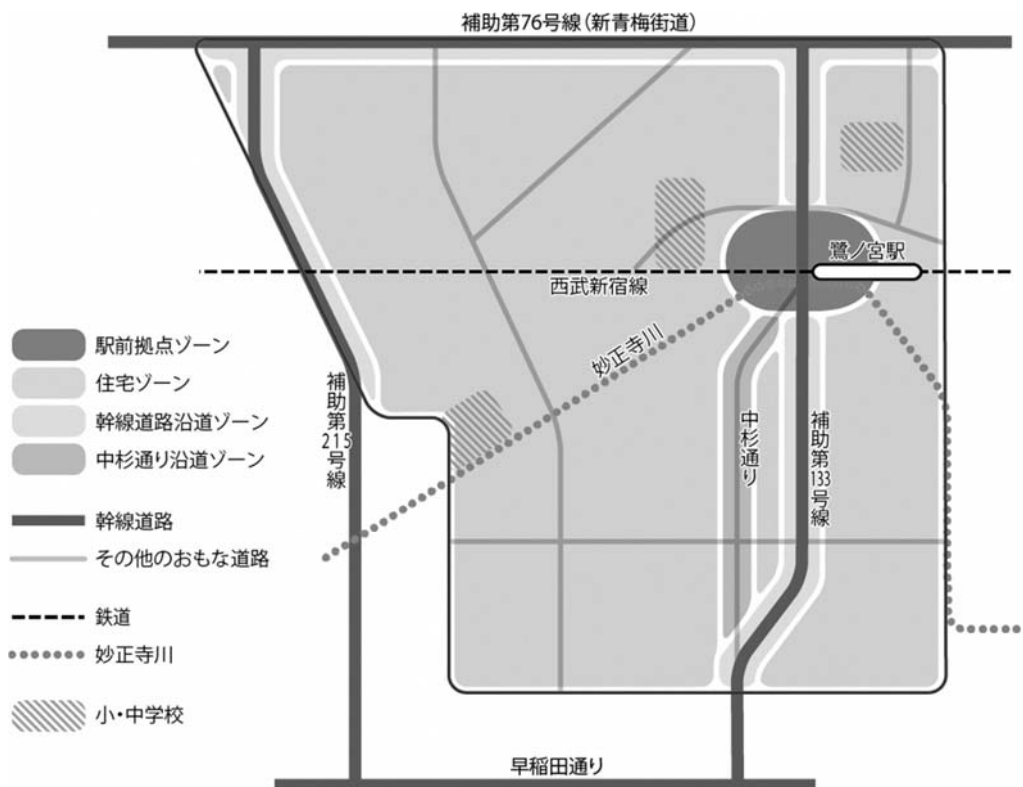 補助第76号線（新青梅街道）
鷺ノ宮駅
西武新宿線
妙正寺川
駅前拠点ゾーン
住宅ゾーン
幹線道路沿道ゾーン
中杉通り沿道ゾーン
補助第215号線
中杉通り
補助第133号線
幹線道路
その他のおもな道路
鉄道
妙正寺川
小・中学校
早稲田通り